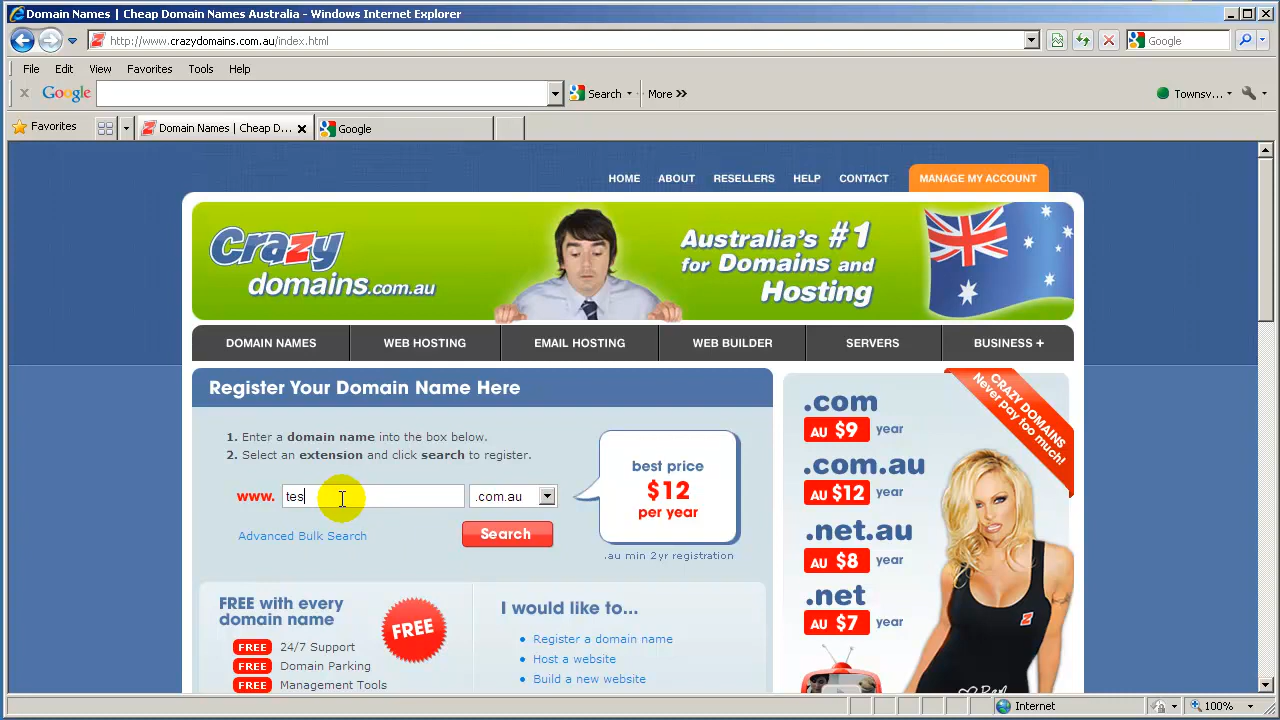 Domain Names | Cheap Domain Names Australia - Windows Internet Explorer
http://www.crazydomains.com.au/index.html
Google
File Edit View Favorites Tools Help
x Google Search More »
Townsv...
Favorites
Domain Names | Cheap D...
Google
HOME ABOUT RESELLERS HELP CONTACT MANAGE MY ACCOUNT
Crazy
domains.com.au
Australia's #1
for Domains and
Hosting
DOMAIN NAMES WEB HOSTING EMAIL HOSTING WEB BUILDER SERVERS BUSINESS +
Register Your Domain Name Here
1. Enter a domain name into the box below.
2. Select an extension and click search to register.
www. tes .com.au
Advanced Bulk Search
Search
best price
$12
per year
.au min 2yr registration
FREE with every
domain name
FREE
FREE 24/7 Support
FREE Domain Parking
FREE Management Tools
I would like to...
• Register a domain name
• Host a website
• Build a new website
CRAZY DOMAINS
Never pay too much!
.com
AU $9 year
.com.au
AU $12 year
.net.au
AU $8 year
.net
AU $7 year
Z
Internet
100%